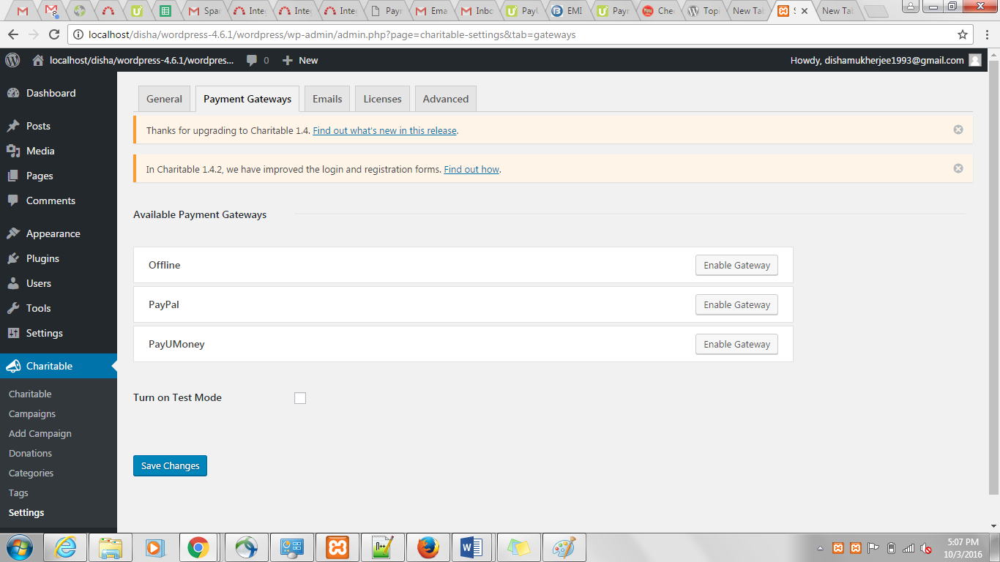 Spa
Inte
Inte
Inte
Payn
Ema
Inbo
PayU
EMI
Payn
Che
Topi
New Tab
S
New Tab
localhost/disha/wordpress-4.6.1/wordpress/wp-admin/admin.php?page=charitable-settings&tab=gateways
localhost/disha/wordpress-4.6.1/wordpress... 0 New Howdy, dishamukherjee1993@gmail.com
Dashboard
Posts
Media
Pages
Comments
Appearance
Plugins
Users
Tools
Settings
Charitable
Charitable
Campaigns
Add Campaign
Donations
Categories
Tags
Settings
General Payment Gateways Emails Licenses Advanced
Thanks for upgrading to Charitable 1.4. Find out what's new in this release.
In Charitable 1.4.2, we have improved the login and registration forms. Find out how.
Available Payment Gateways
Offline Enable Gateway
PayPal Enable Gateway
PayUMoney Enable Gateway
Turn on Test Mode
Save Changes
5:07 PM
10/3/2016